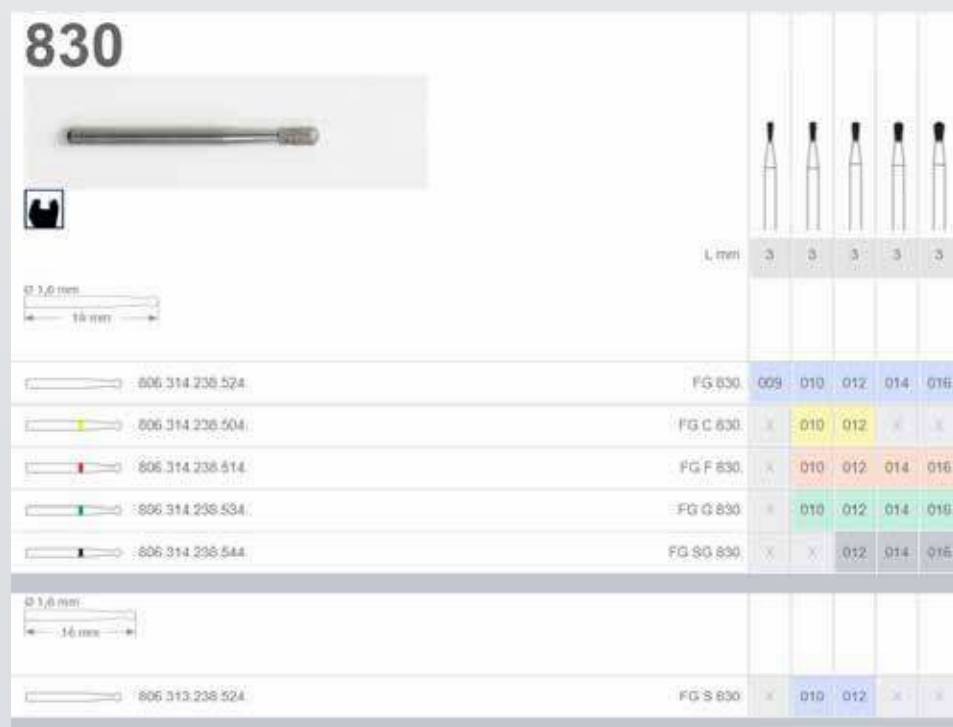 830
L mm 3 3 3 3 3
Ø 1,6 mm
19 mm
806.314.238.524. FG 830. 009 010 012 014 016
806.314.238.504. FG C 830. X 010 012 X X
806.314.238.514. FG F 830. X 010 012 014 016
806.314.238.534. FG G 830. X 010 012 014 016
806.314.238.544. FG SG 830. X X 012 014 016
Ø 1,6 mm
16 mm
806.313.238.524. FG S 830. X 010 012 X X